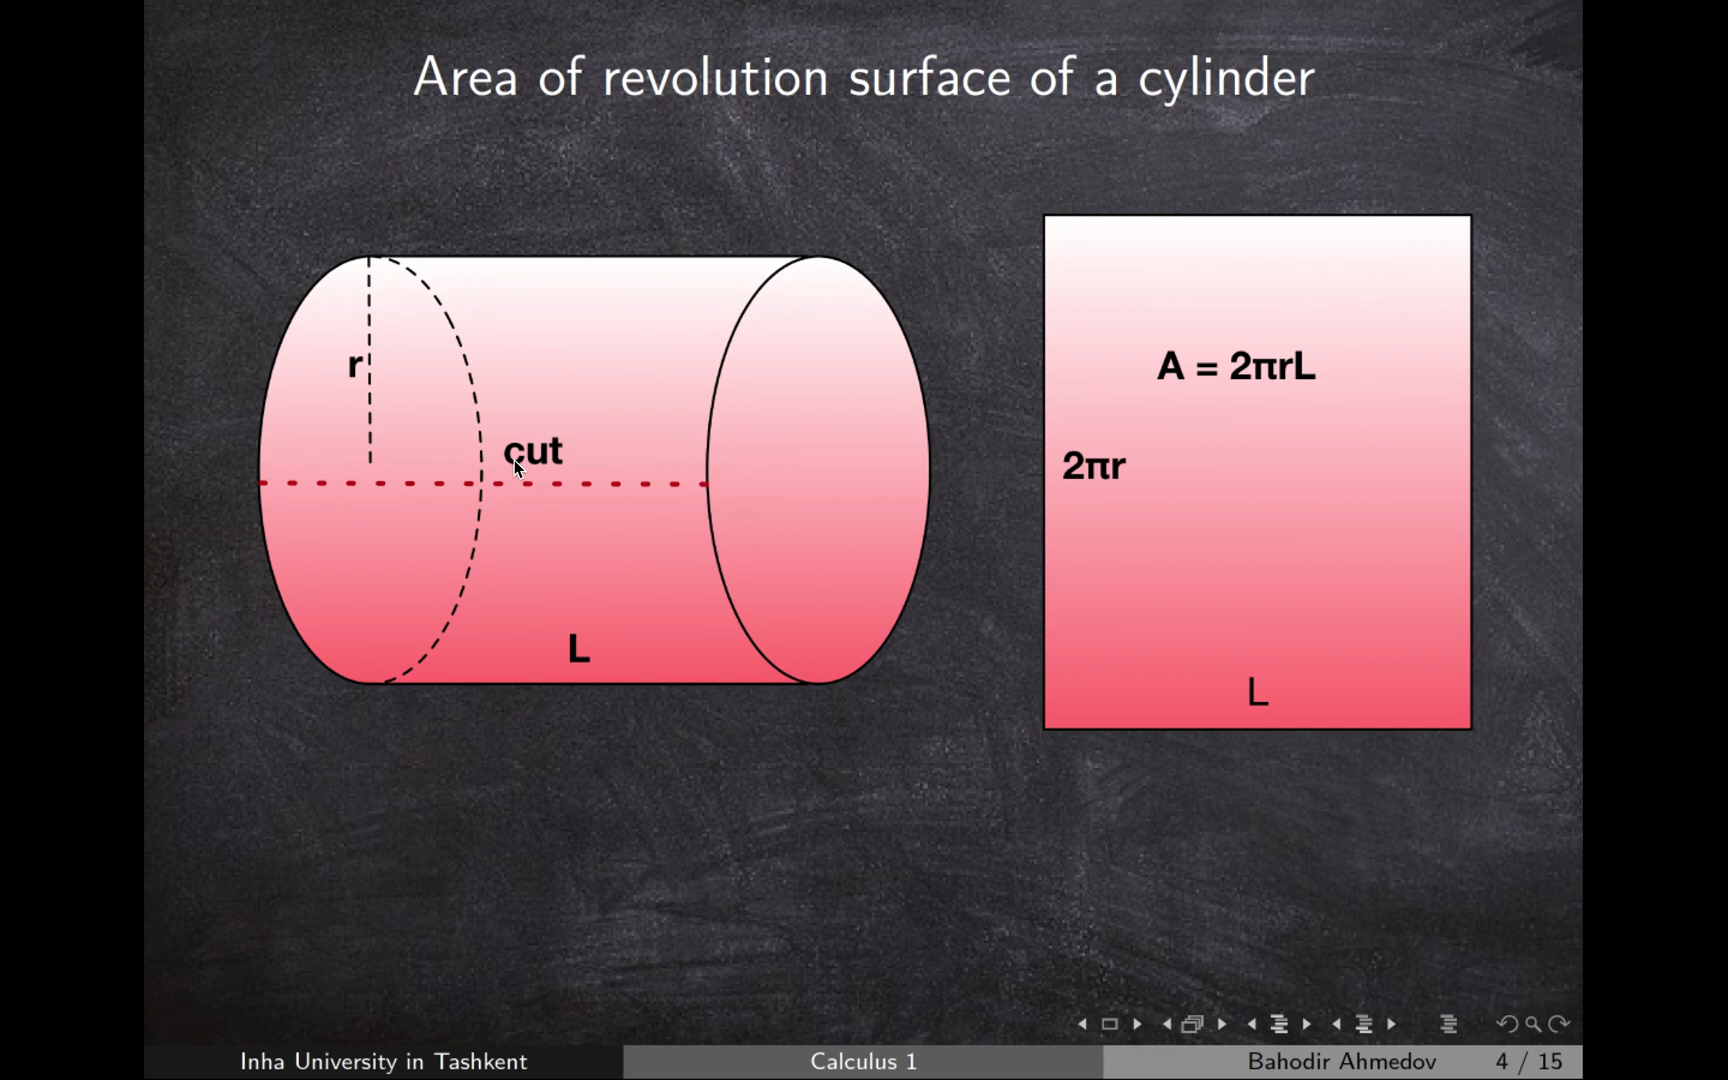 Area of revolution surface of a cylinder
r
cut
L
A = 2πrL
2πr
L
Inha University in Tashkent
Calculus 1
Bahodir Ahmedov
4 / 15